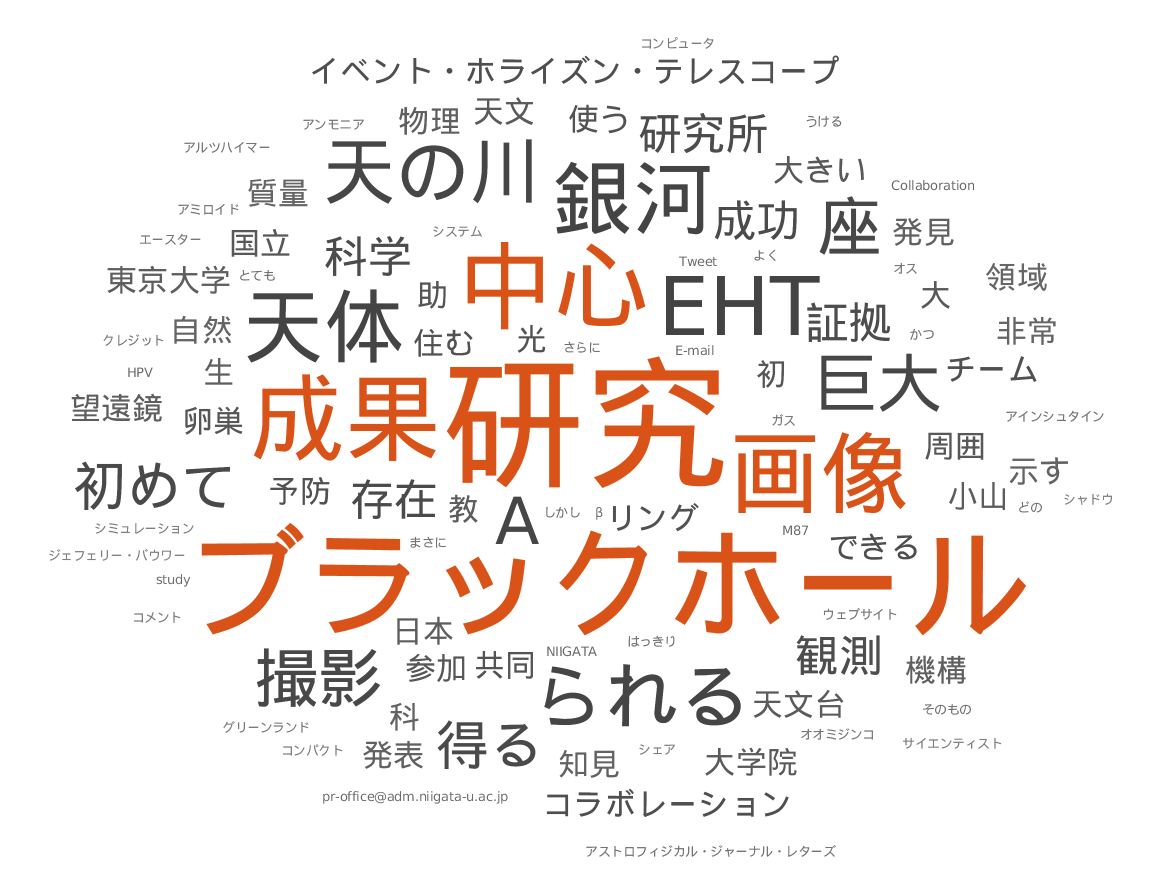 コンピュータ
イベント・ホライズン・テレスコープ
物理 天文 使う 研究所
アンモニア うける
アルツハイマー 天の川 銀河 大きい
質量 Collaboration
アミロイド 成功 座 発見
エースター 国立 科学 システム
東京大学 とても 中心 Tweet よく オス 領域
助 EHT 大
天体 証拠 かつ 非常
クレジット 自然 住む 光 さらに E-mail
HPV 生 初 巨大 チーム
望遠鏡 卵巣 成果 研究 ガス アインシュタイン
画像 周囲
初めて 予防 存在 示す
教 A しかし β リング 小山 どの シャドウ
シミュレーション M87
ジェフェリー・バウワー まさに できる
study ブラックホール
コメント ウェブサイト
日本 はっきり
撮影 参加 共同 NIIGATA 観測 機構
られる 天文台 そのもの
グリーンランド 科
コンパクト 発表 得る 知見 シェア 大学院 オオミジンコ サイエンティスト
pr-office@adm.niigata-u.ac.jp コラボレーション
アストロフィジカル・ジャーナル・レターズ